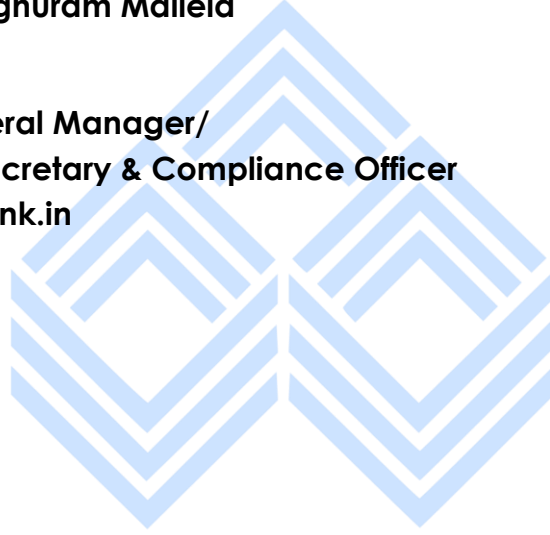 ghuram Mallela
eral Manager/
cretary & Compliance Officer
nk.in